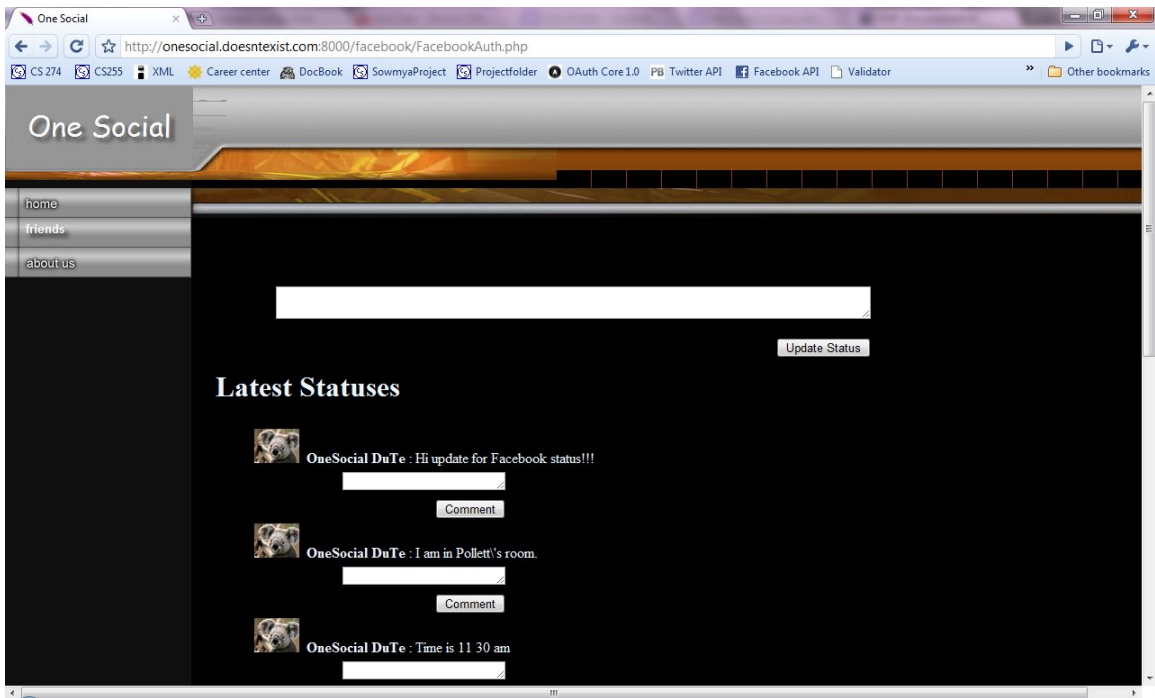 One Social
http://onesocial.doesntexist.com:8000/facebook/FacebookAuth.php
CS 274 CS255 XML Career center DocBook SowmyaProject Projectfolder OAuth Core 1.0 PB Twitter API Facebook API Validator » Other bookmarks
One Social
home
friends
about us
Update Status
Latest Statuses
OneSocial DuTe : Hi update for Facebook status!!!
Comment
OneSocial DuTe : I am in Pollett\'s room.
Comment
OneSocial DuTe : Time is 11 30 am